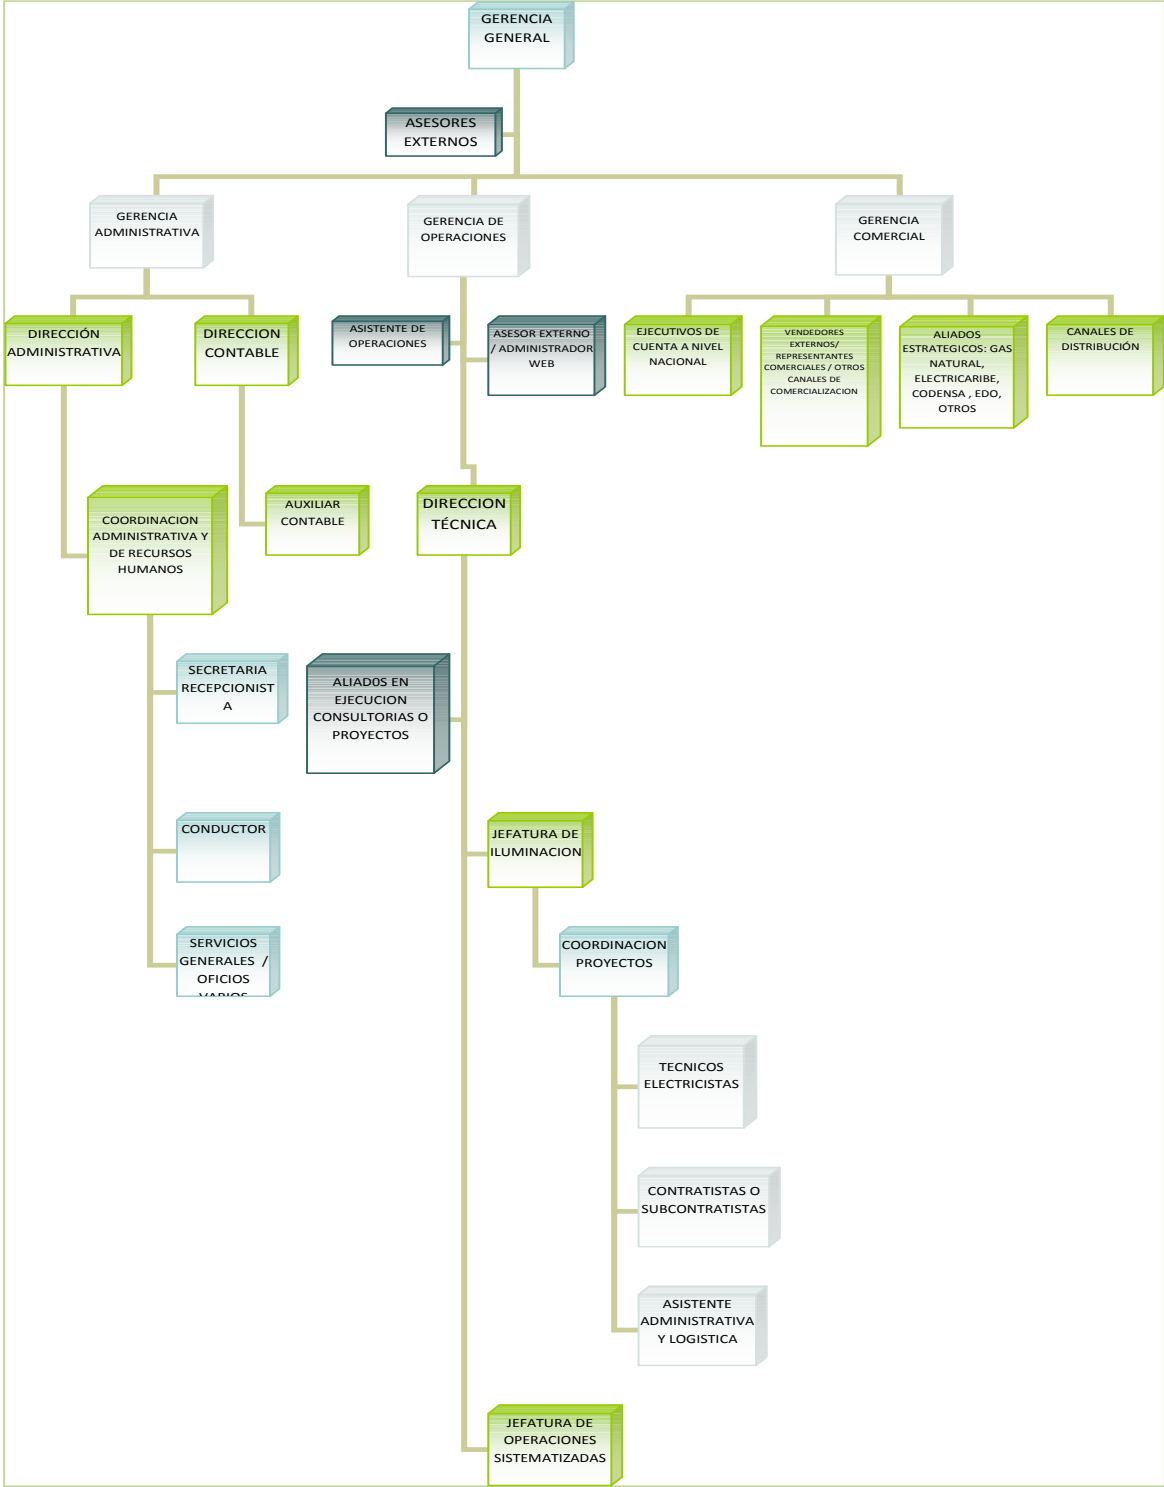 GERENCIA
GENERAL
ASESORES
EXTERNOS
GERENCIA
ADMINISTRATIVA
GERENCIA DE
OPERACIONES
GERENCIA
COMERCIAL
DIRECCIÓN
ADMINISTRATIVA
DIRECCION
CONTABLE
ASISTENTE DE
OPERACIONES
ASESOR EXTERNO
/ ADMINISTRADOR
WEB
EJECUTIVOS DE
CUENTA A NIVEL
NACIONAL
VENDEDORES
EXTERNOS/
REPRESENTANTES
COMERCIALES / OTROS
CANALES DE
COMERCIALIZACION
ALIADOS
ESTRATEGICOS: GAS
NATURAL,
ELECTRICARIBE,
CODENSA , EDO,
OTROS
CANALES DE
DISTRIBUCIÓN
COORDINACION
ADMINISTRATIVA Y
DE RECURSOS
HUMANOS
AUXILIAR
CONTABLE
DIRECCION
TÉCNICA
SECRETARIA
RECEPCIONIST
A
ALIADOS EN
EJECUCION
CONSULTORIAS O
PROYECTOS
CONDUCTOR
JEFATURA DE
ILUMINACION
SERVICIOS
GENERALES /
OFICIOS
VARIOS
COORDINACION
PROYECTOS
TECNICOS
ELECTRICISTAS
CONTRATISTAS O
SUBCONTRATISTAS
ASISTENTE
ADMINISTRATIVA
Y LOGISTICA
JEFATURA DE
OPERACIONES
SISTEMATIZADAS